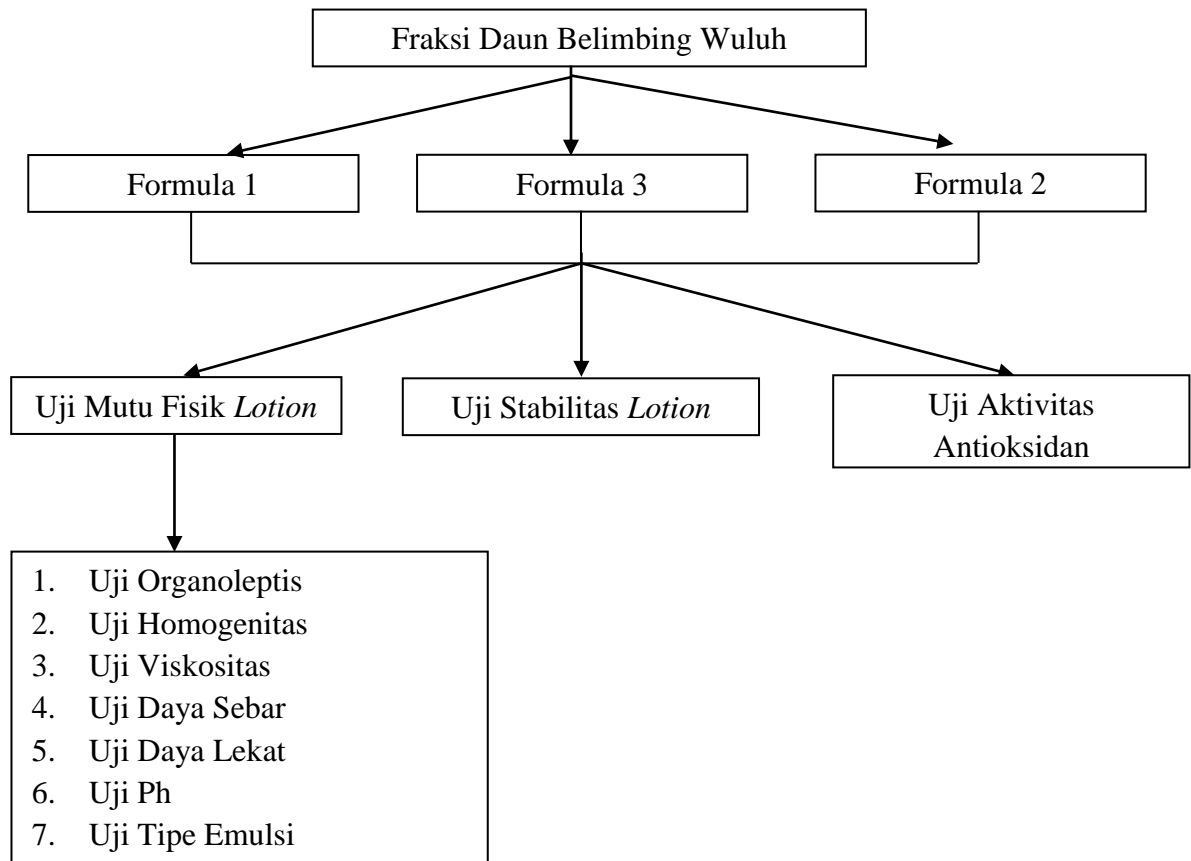 Fraksi Daun Belimbing Wuluh
Formula 1
Formula 3
Formula 2
Uji Mutu Fisik Lotion
Uji Stabilitas Lotion
Uji Aktivitas
Antioksidan
1. Uji Organoleptis
2. Uji Homogenitas
3. Uji Viskositas
4. Uji Daya Sebar
5. Uji Daya Lekat
6. Uji Ph
7. Uji Tipe Emulsi